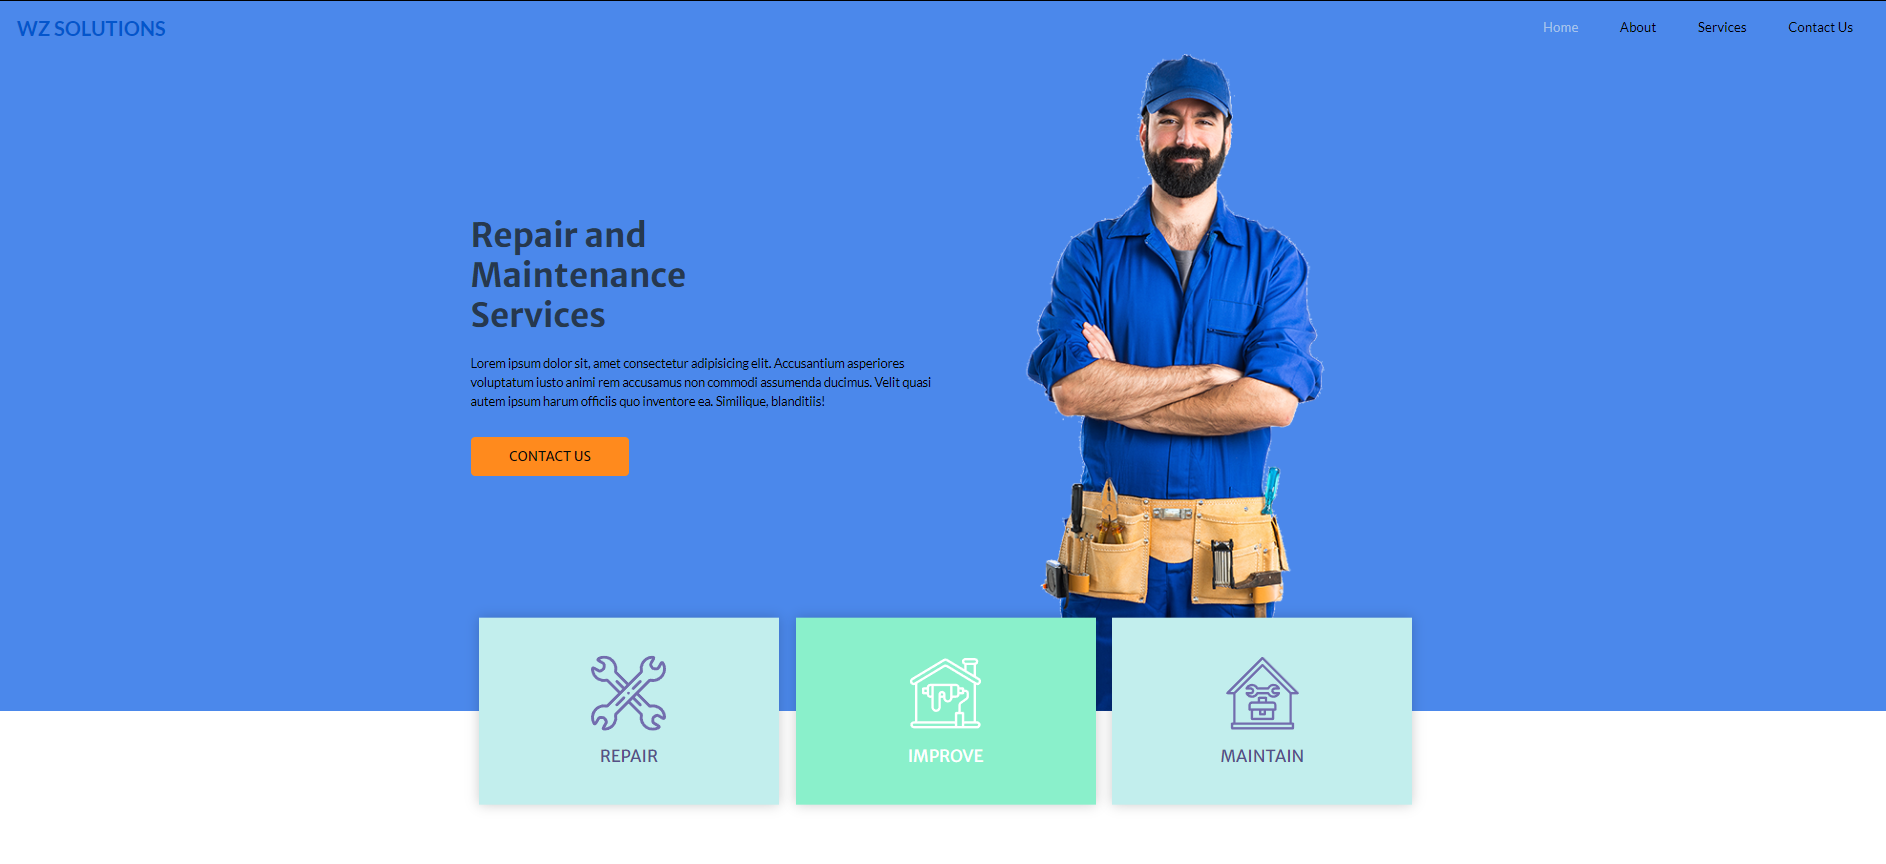 WZ SOLUTIONS
Home
About
Services
Contact Us
Repair and
Maintenance
Services
Lorem ipsum dolor sit, amet consectetur adipisicing elit. Accusantium asperiores
voluptatum iusto animi rem accusamus non commodi assumenda ducimus. Velit quasi
autem ipsum harum officiis quo inventore ea. Similique, blanditiis!
CONTACT US
REPAIR
IMPROVE
MAINTAIN